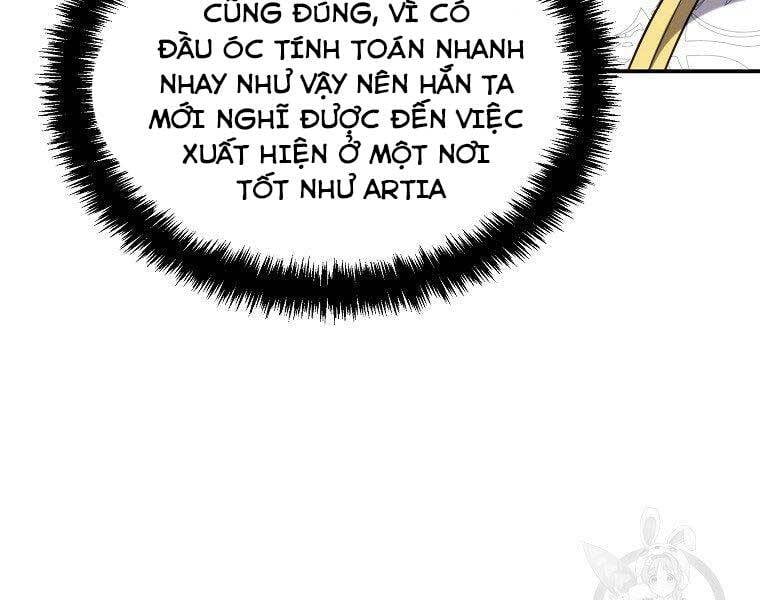 CŨNG ĐÚNG, VÌ CÓ
ĐẦU ÓC TÍNH TOÁN NHANH
NHAY NHƯ VẬY NÊN HẮN TA
MỚI NGHĨ ĐƯỢC ĐẾN VIỆC
XUẤT HIỆN Ở MỘT NƠI
TỐT NHƯ ARTIA